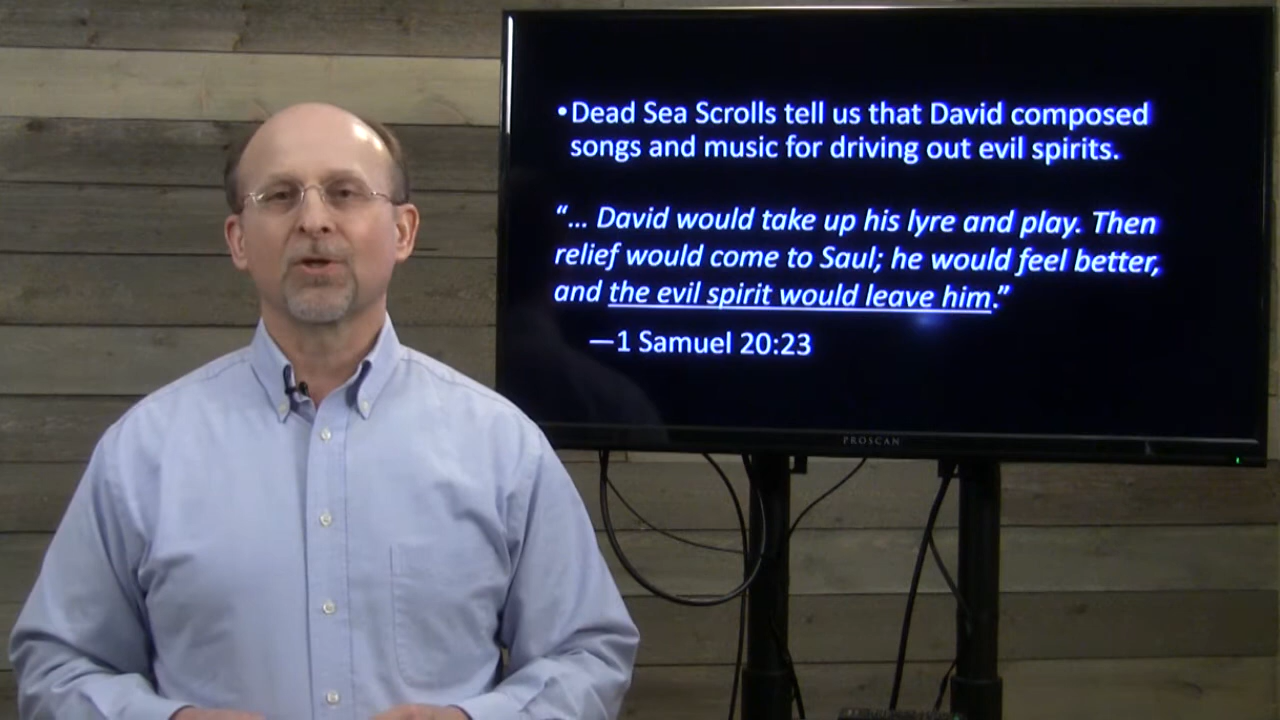 •Dead Sea Scrolls tell us that David composed
songs and music for driving out evil spirits.
“... David would take up his lyre and play. Then
relief would come to Saul; he would feel better,
and the evil spirit would leave him.”
—1 Samuel 20:23
PROSCAN